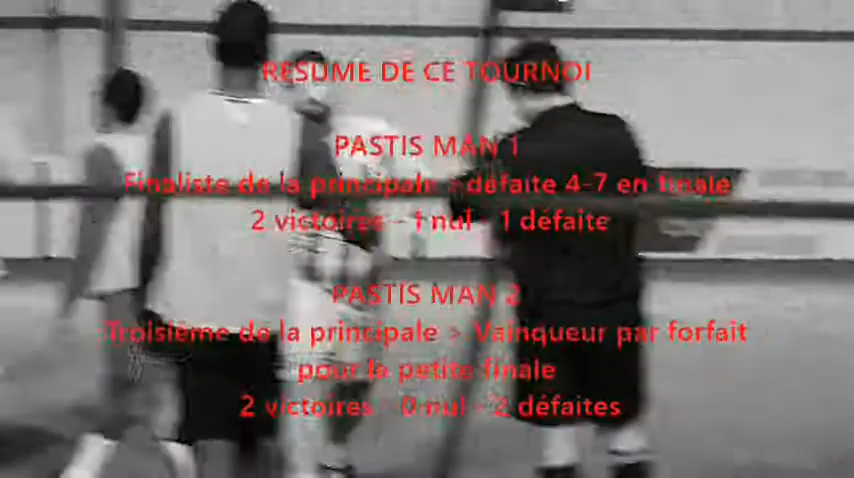 RESUME DE CE TOURNOI
PASTIS MAN 1
Finaliste de la principale > défaite 4-7 en finale
2 victoires - 1 nul - 1 défaite
PASTIS MAN 2
Troisième de la principale > Vainqueur par forfait
pour la petite finale
2 victoires - 0 nul - 2 défaites